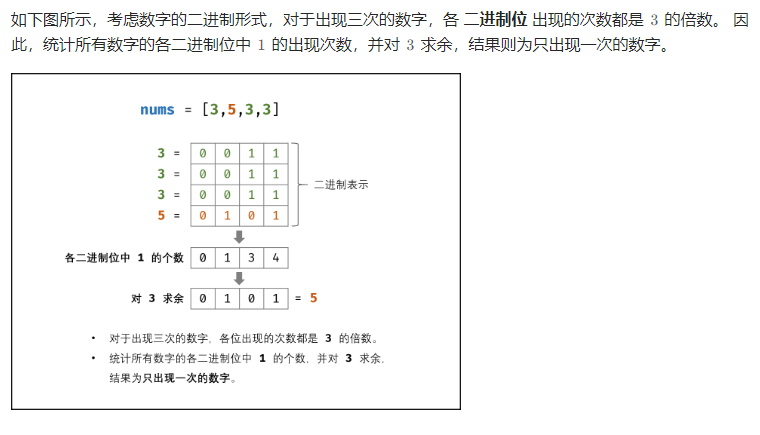 如下图所示，考虑数字的二进制形式，对于出现三次的数字，各 二进制位 出现的次数都是 3 的倍数。 因
此，统计所有数字的各二进制位中 1 的出现次数，并对 3 求余，结果则为只出现一次的数字。
nums = [3,5,3,3]
3 = 0 0 1 1
3 = 0 0 1 1
3 = 0 0 1 1
二进制表示
5 = 0 1 0 1
各二进制位中 1 的个数 0 1 3 4
对 3 求余 0 1 0 1 = 5
• 对于出现三次的数字，各位出现的次数都是 3 的倍数。
• 统计所有数字的各二进制位中 1 的个数，并对 3 求余，
结果为只出现一次的数字。